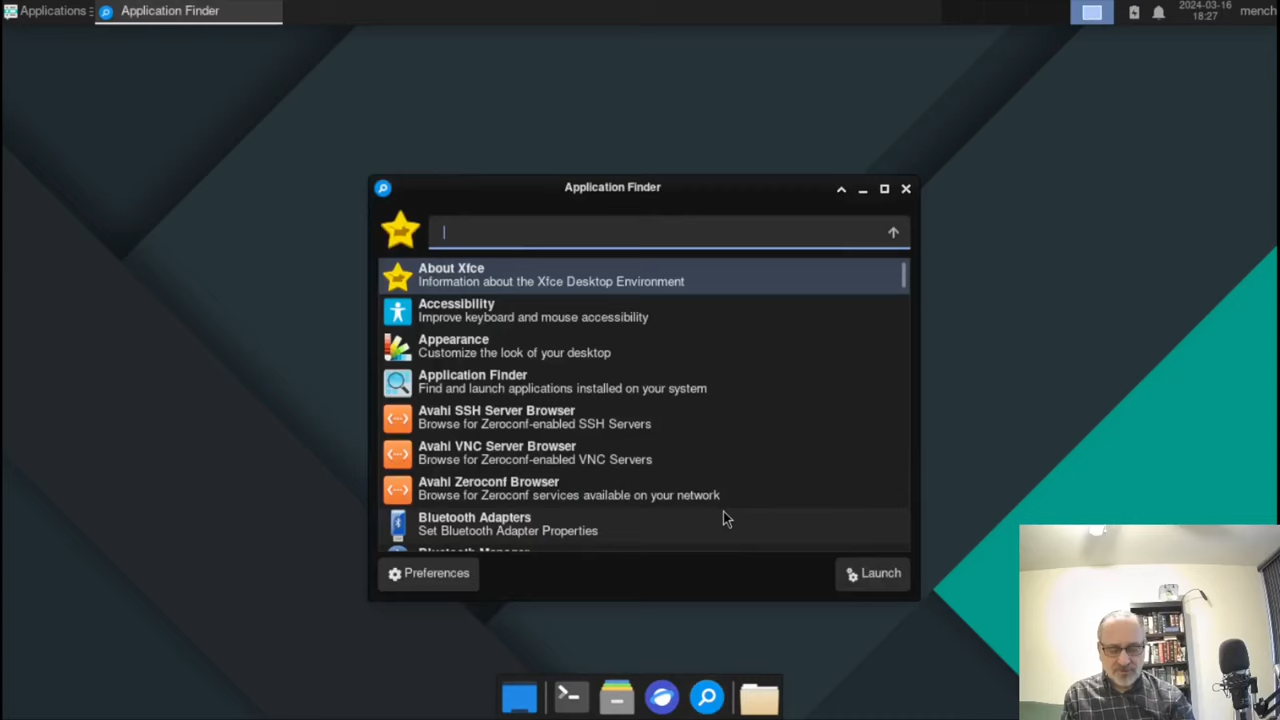 Applications
Application Finder
2024-03-16
18:27
mench
Application Finder
About Xfce
Information about the Xfce Desktop Environment
Accessibility
Improve keyboard and mouse accessibility
Appearance
Customize the look of your desktop
Application Finder
Find and launch applications installed on your system
Avahi SSH Server Browser
Browse for Zeroconf-enabled SSH Servers
Avahi VNC Server Browser
Browse for Zeroconf-enabled VNC Servers
Avahi Zeroconf Browser
Browse for Zeroconf services available on your network
Bluetooth Adapters
Set Bluetooth Adapter Properties
Preferences
Launch